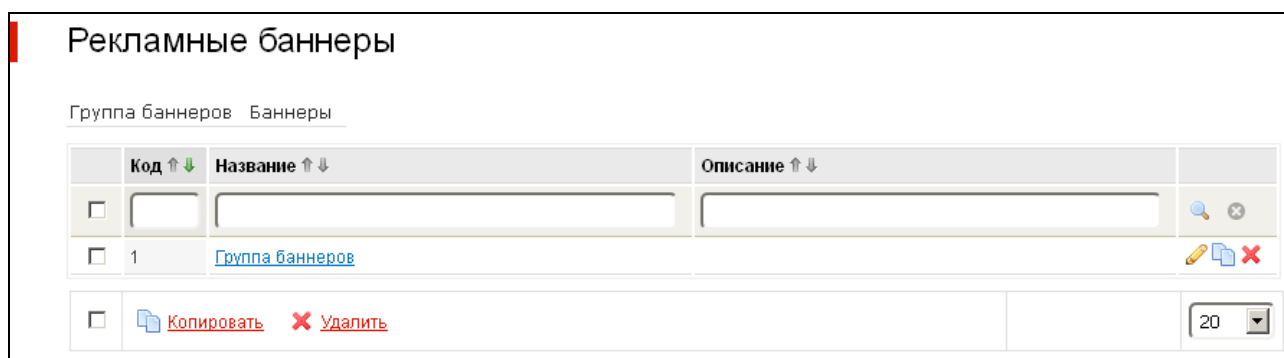 Рекламные баннеры
Группа баннеров Баннеры
Код Название Описание
1 Группа баннеров
Копировать Удалить 20